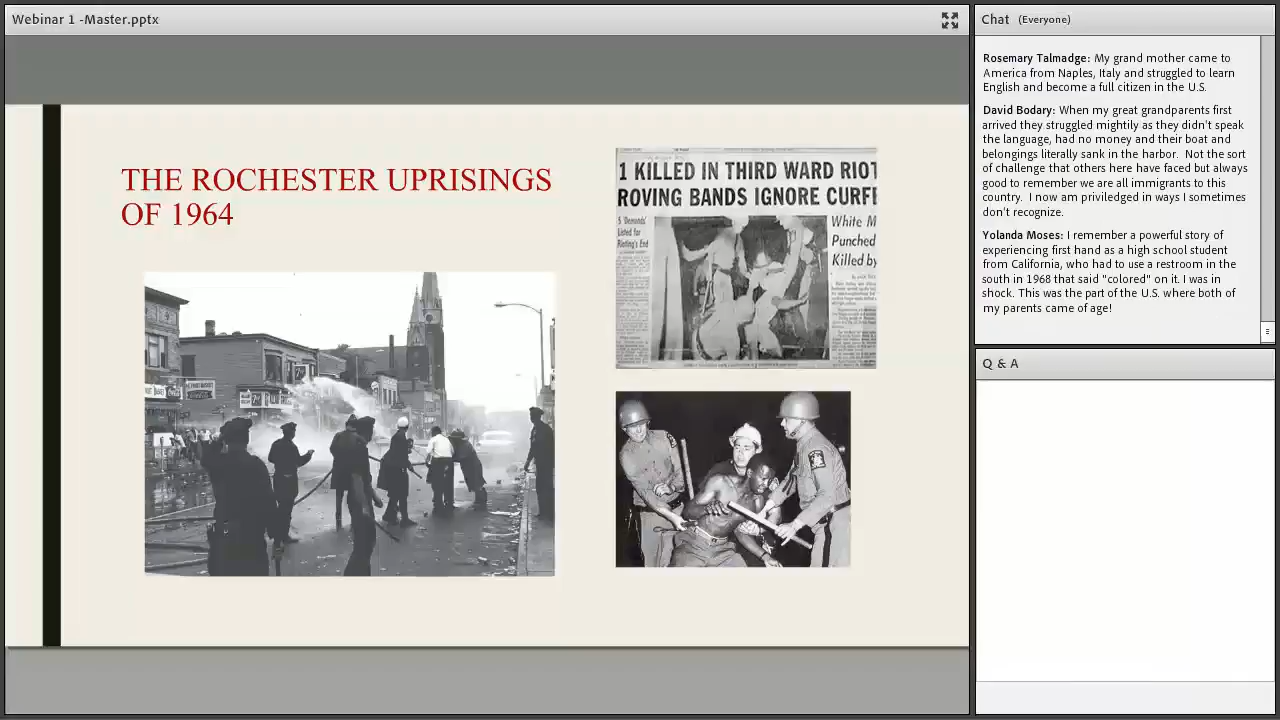 Webinar 1 -Master.pptx
THE ROCHESTER UPRISINGS
OF 1964
1 KILLED IN THIRD WARD RIOT
ROVING BANDS IGNORE CURF
5 'Demands'
Listed for
Rioting's End
White M
Punched
Killed by
Chat (Everyone)
Rosemary Talmadge: My grand mother came to
America from Naples, Italy and struggled to learn
English and become a full citizen in the U.S.
David Bodary: When my great grandparents first
arrived they struggled mightily as they didn't speak
the language, had no money and their boat and
belongings literally sank in the harbor. Not the sort
of challenge that others here have faced but always
good to remember we are all immigrants to this
country. I now am priviledged in ways I sometimes
don't recognize.
Yolanda Moses: I remember a powerful story of
experiencing first hand as a high school student
from California, who had to use a restroom in the
south in 1968 that said "colored" on it. I was in
shock. This was the part of the U.S. where both of
my parents came of age!
Q & A